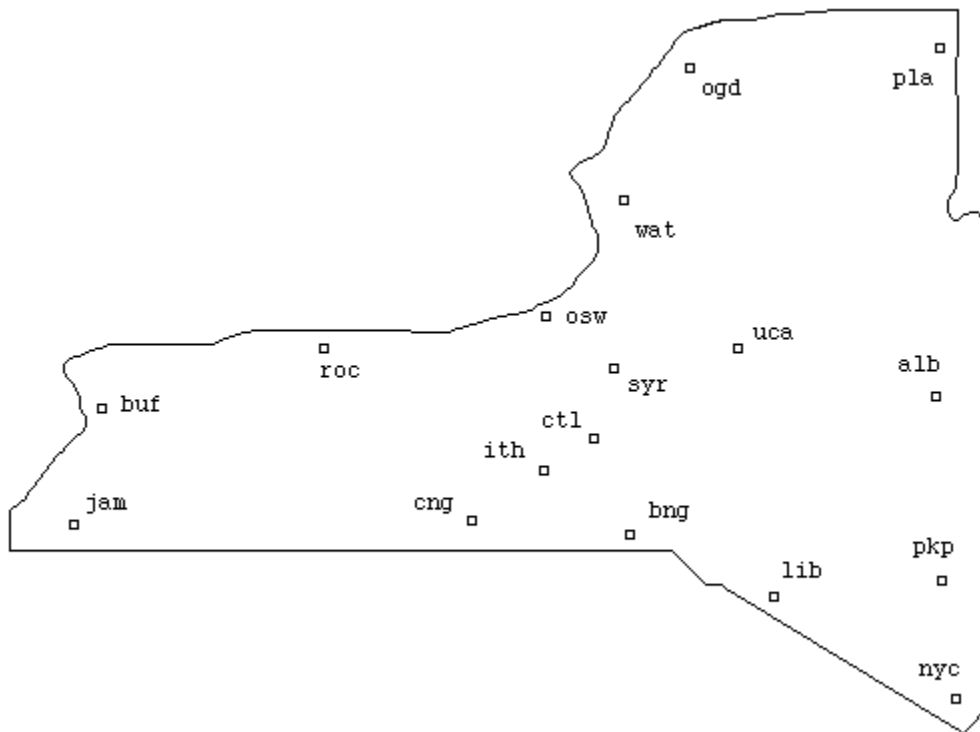 pla
ogd
wat
osw
uca
roc
syr
alb
buf
ctl
ith
jam
cng
bng
pkp
lib
nyc